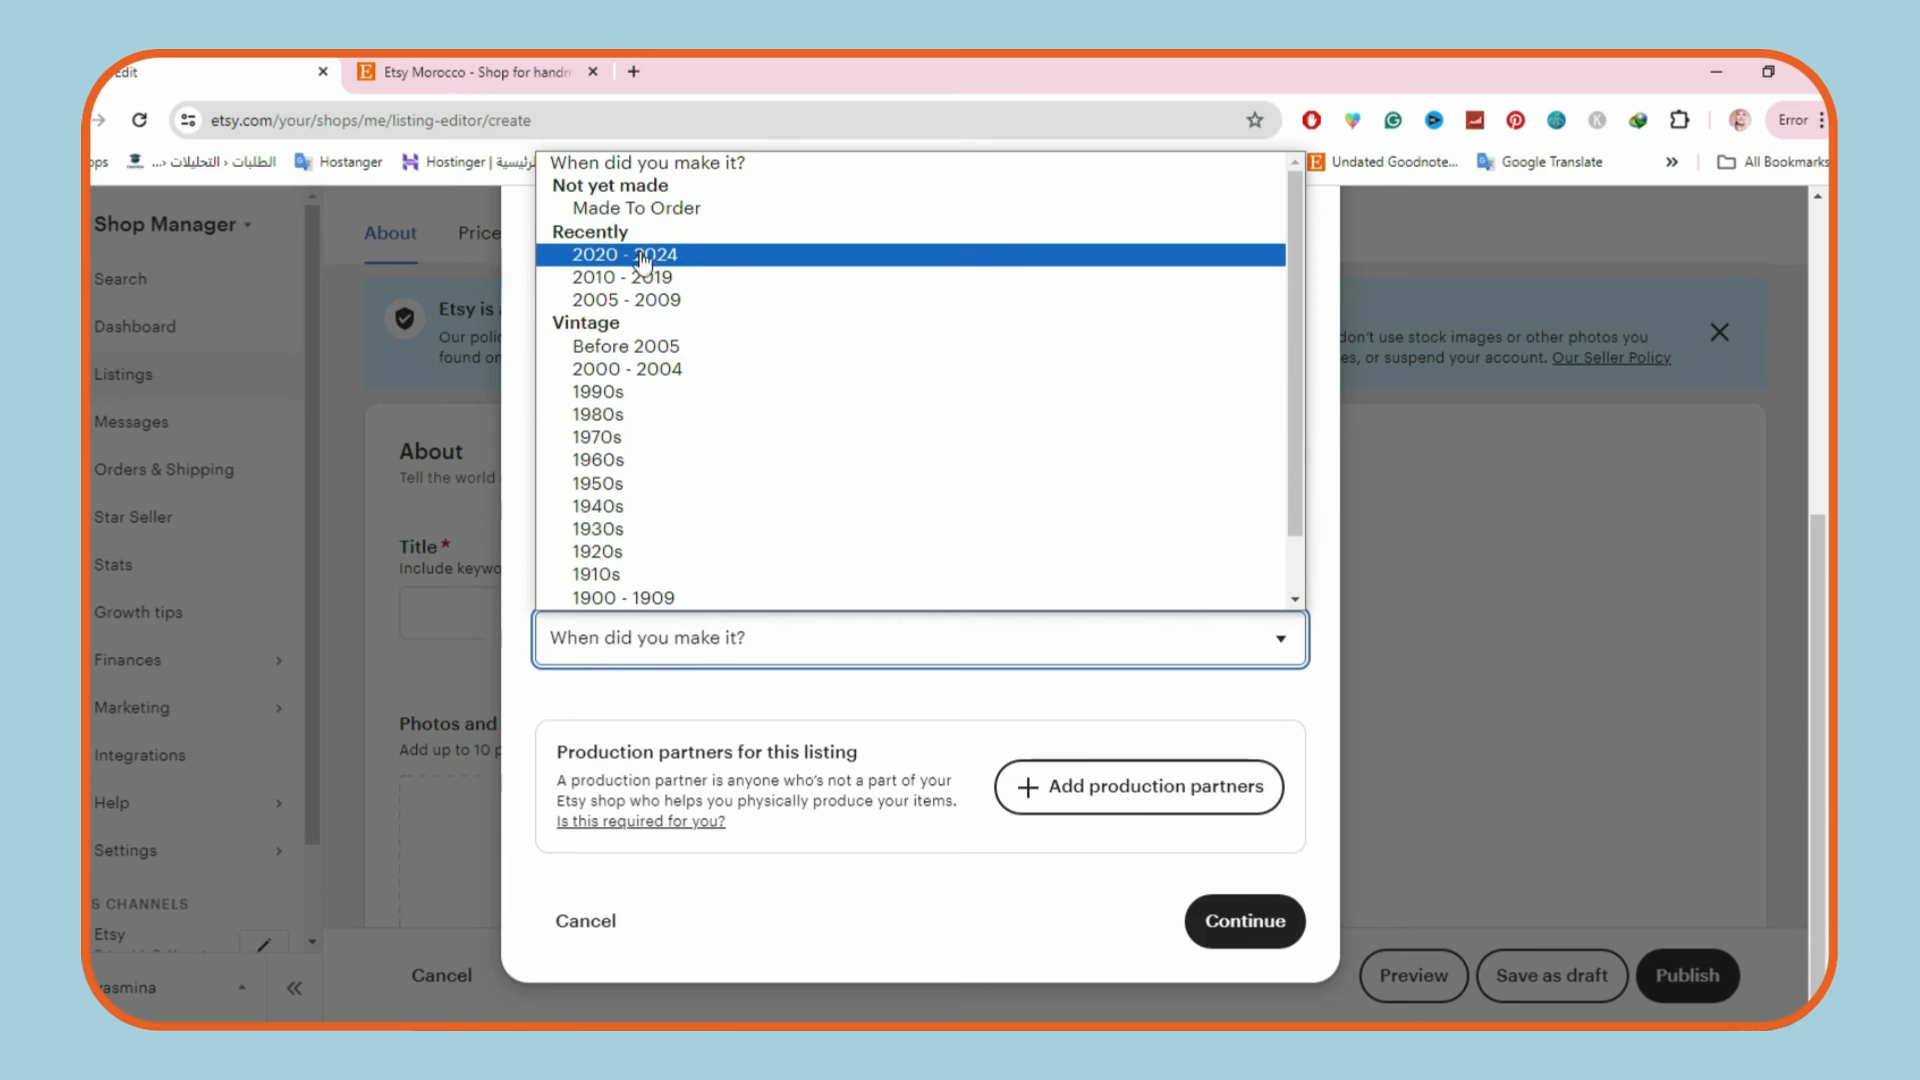 Edit
Etsy Morocco - Shop for handm
etsy.com/your/shops/me/listing-editor/create
Error
ops
الطلبات ‹ التحليلات ‹...
Hostanger
Hostinger | الرئيسية
Undated Goodnote...
Google Translate
All Bookmarks
When did you make it?
Not yet made
Made To Order
Recently
2020 - 2024
2010 - 2019
2005 - 2009
Vintage
Before 2005
2000 - 2004
1990s
1980s
1970s
1960s
1950s
1940s
1930s
1920s
1910s
1900 - 1909
When did you make it?
Shop Manager
Search
Dashboard
Listings
Messages
Orders & Shipping
Star Seller
Stats
Growth tips
Finances
Marketing
Integrations
Help
Settings
S CHANNELS
Etsy
asmina
About
Price
Etsy is
Our poli
don't use stock images or other photos you
found on
es, or suspend your account. Our Seller Policy
About
Tell the world
Title *
Include keywo
Photos and
Add up to 10 p
Production partners for this listing
A production partner is anyone who's not a part of your
Etsy shop who helps you physically produce your items.
Is this required for you?
Add production partners
Cancel
Continue
Cancel
Preview
Save as draft
Publish